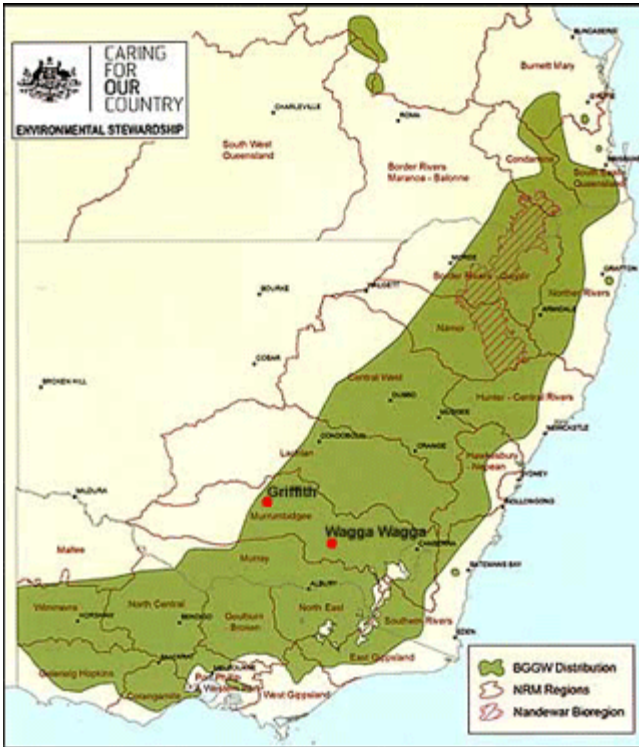 CARING
FOR
OUR
COUNTRY
ENVIRONMENTAL STEWARDSHIP
BUNDABERG
Burnett Mary
GYMPIE
CHARLEVILLE
ROMA
South West
Queensland
Border Rivers
Maranoa - Balonne
Condamine
BRISBANE
South East
Queensland
MOREE
Border Rivers - Gwydir
GRAFTON
BOURKE
WALGETT
Northern Rivers
ARMIDALE
Namoi
COBAR
BROKEN HILL
Central West
DUBBO
Hunter - Central Rivers
MUDGEE
NEWCASTLE
CONDOBOLIN
ORANGE
Lachlan
Hawkesbury -
Nepean
SYDNEY
MILDURA
Griffith
WOLLONGONG
Murrumbidgee
Wagga Wagga
Mallee
CANBERRA
Murray
BATEMANS BAY
ALBURY
Wimmera
North Central
HORSHAM
Goulburn
Broken
North East
BENDIGO
Southern Rivers
EDEN
BALLARAT
MELBOURNE
East Gippsland
Glenelg Hopkins
Port Phillip
& Western Port
West Gippsland
Corangamite
BGGW Distribution
NRM Regions
Nandewar Bioregion